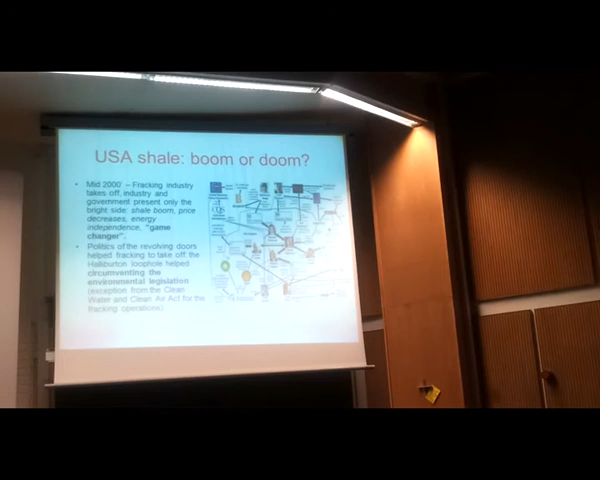 USA shale: boom or doom?
• Mid 2000' – Fracking industry
takes off, industry and
government present only the
bright side: shale boom, price
decreases, energy
independence, "game
changer".
• Politics of the revolving doors
helped fracking to take off: the
Halliburton loophole helped
circumventing the
environmental legislation
(exception from the Clean
Water and Clean Air Act for the
fracking operations)